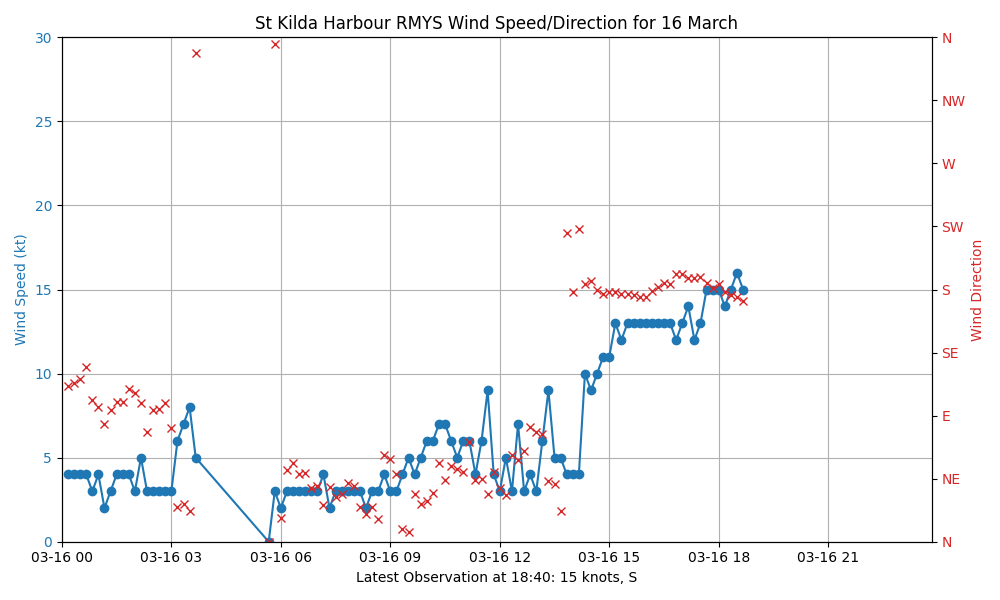 St Kilda Harbour RMYS Wind Speed/Direction for 16 March
30
25
20
15
10
5
0
Wind Speed (kt)
N
NW
W
SW
S
SE
E
NE
N
Wind Direction
03-16 00
03-16 03
03-16 06
03-16 09
03-16 12
03-16 15
03-16 18
03-16 21
Latest Observation at 18:40: 15 knots, S